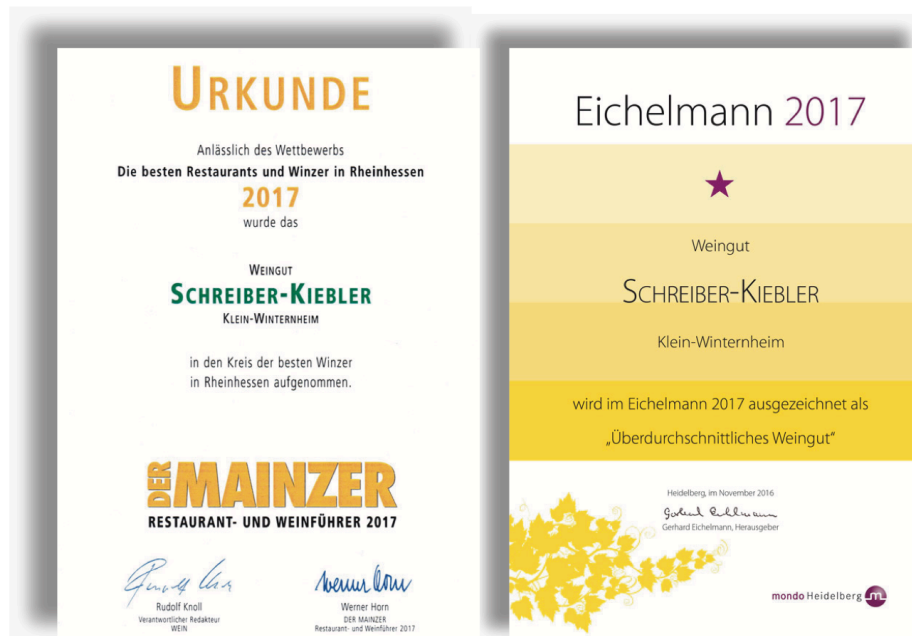 URKUNDE
Anlässlich des Wettbewerbs
Die besten Restaurants und Winzer in Rheinhessen
2017
wurde das
WEINGUT
SCHREIBER-KIEBLER
KLEIN-WINTERNHEIM
in den Kreis der besten Winzer
in Rheinhessen aufgenommen.
DER MAINZER
RESTAURANT- UND WEINFÜHRER 2017
Rudolf Knoll
Verantwortlicher Redakteur
WEIN
Werner Horn
DER MAINZER
Restaurant- und Weinführer 2017
Eichelmann 2017
Weingut
SCHREIBER-KIEBLER
Klein-Winternheim
wird im Eichelmann 2017 ausgezeichnet als
„Überdurchschnittliches Weingut“
Heidelberg, im November 2016
Gerhard Eichelmann
Gerhard Eichelmann, Herausgeber
mondo Heidelberg m